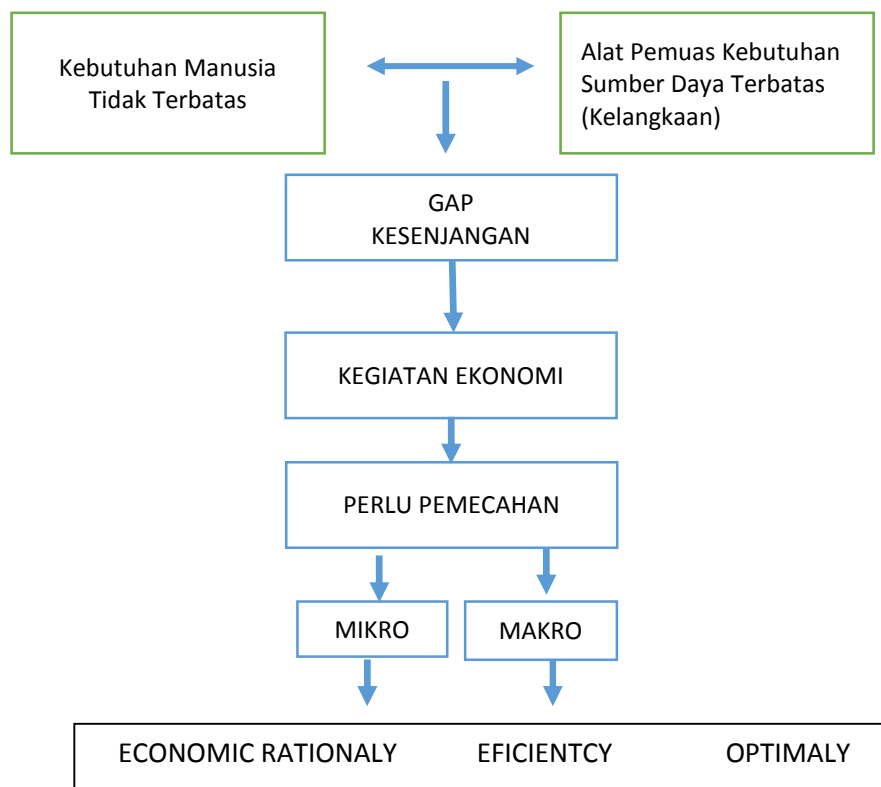 Kebutuhan Manusia
Tidak Terbatas
Alat Pemuas Kebutuhan
Sumber Daya Terbatas
(Kelangkaan)
GAP
KESENJANGAN
KEGIATAN EKONOMI
PERLU PEMECAHAN
MIKRO
MAKRO
ECONOMIC RATIONALY EFICIENTCY OPTIMALY